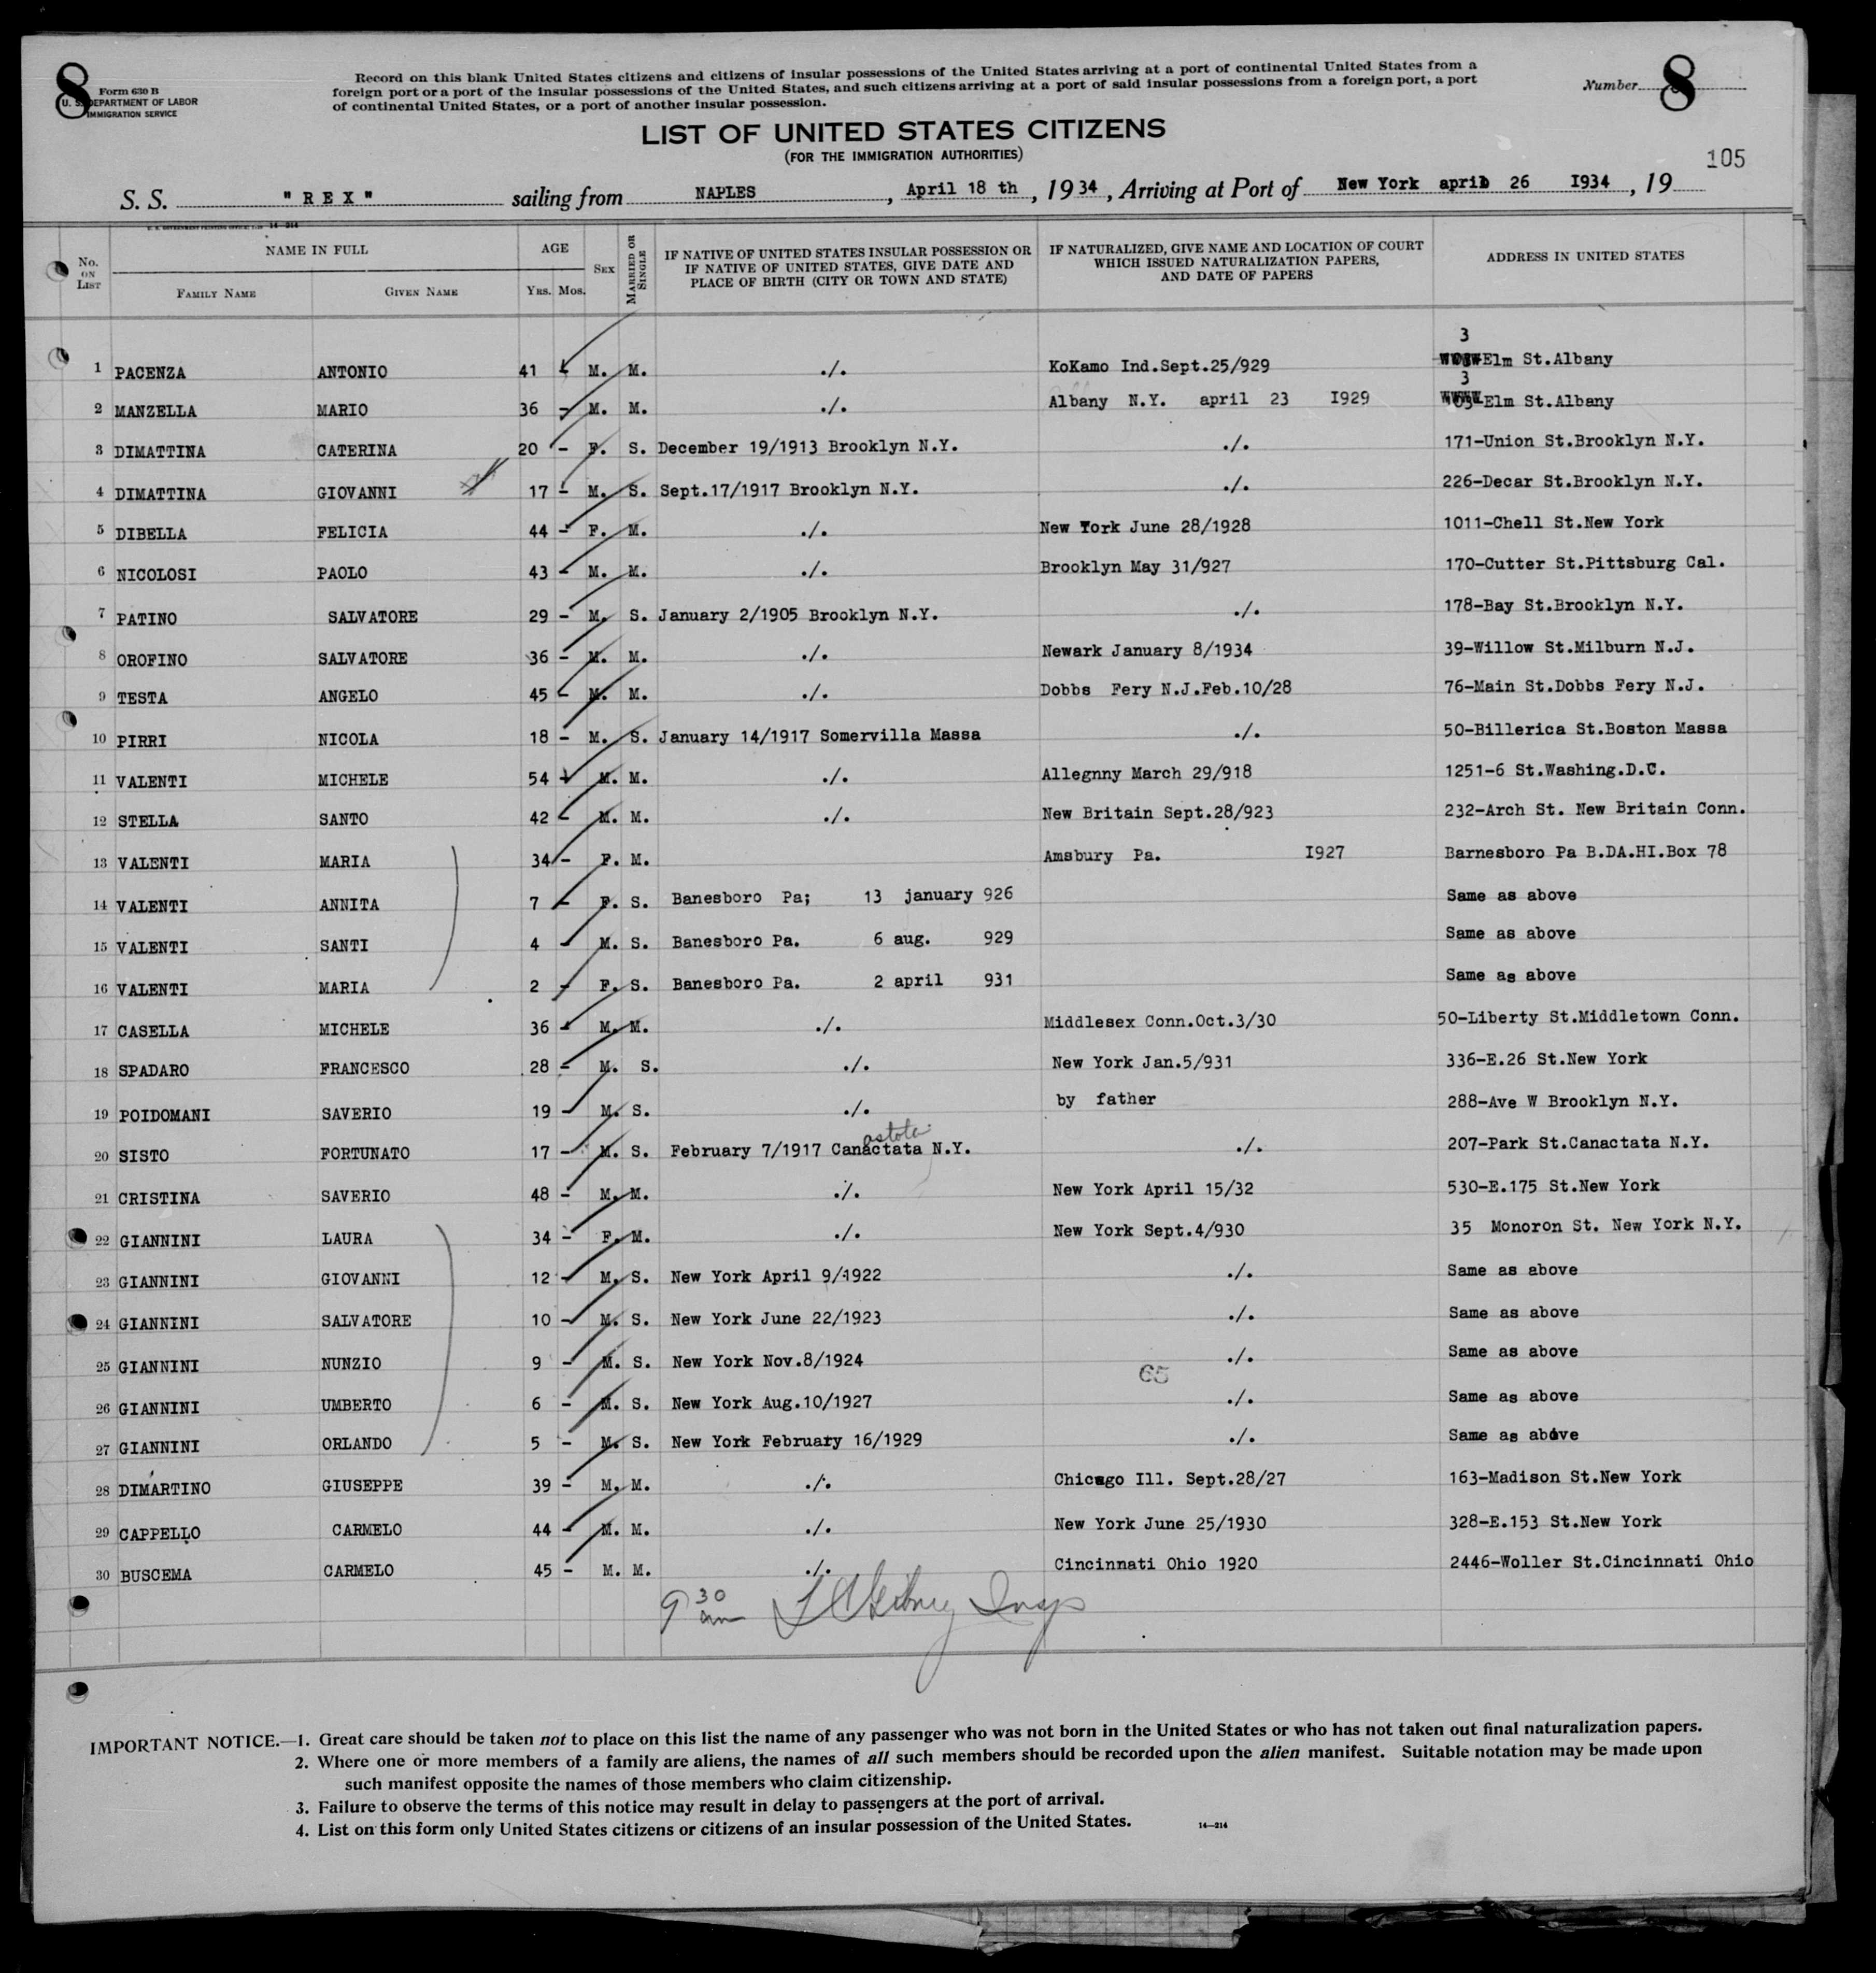 8 Form 630 B
U. S. DEPARTMENT OF LABOR
IMMIGRATION SERVICE
Record on this blank United States citizens and citizens of insular possessions of the United States arriving at a port of continental United States from a
foreign port or a port of the insular possessions of the United States, and such citizens arriving at a port of said insular possessions from a foreign port, a port
of continental United States, or a port of another insular possession.
Number 8
LIST OF UNITED STATES CITIZENS
(FOR THE IMMIGRATION AUTHORITIES)
105
S. S. "REX" sailing from NAPLES, April 18 th, 1934, Arriving at Port of New York april 26 I934, 19
U. S. GOVERNMENT PRINTING OFFICE 14-214
No. ON LIST NAME IN FULL AGE SEX MARRIED OR SINGLE IF NATIVE OF UNITED STATES INSULAR POSSESSION OR IF NATIVE OF UNITED STATES, GIVE DATE AND PLACE OF BIRTH (CITY OR TOWN AND STATE) IF NATURALIZED, GIVE NAME AND LOCATION OF COURT WHICH ISSUED NATURALIZATION PAPERS, AND DATE OF PAPERS ADDRESS IN UNITED STATES
FAMILY NAME GIVEN NAME YRS. MOS.
1 PACENZA ANTONIO 41 - M. M. ./. KoKamo Ind.Sept.25/929 3 Elm St.Albany
2 MANZELLA MARIO 36 - M. M. ./. Albany N.Y. april 23 I929 3 Elm St.Albany
3 DIMATTINA CATERINA 20 - F. S. December 19/1913 Brooklyn N.Y. ./. 171-Union St.Brooklyn N.Y.
4 DIMATTINA GIOVANNI 17 - M. S. Sept.17/1917 Brooklyn N.Y. ./. 226-Decar St.Brooklyn N.Y.
5 DIBELLA FELICIA 44 - F. M. ./. New York June 28/1928 1011-Chell St.New York
6 NICOLOSI PAOLO 43 - M. M. ./. Brooklyn May 31/927 170-Cutter St.Pittsburg Cal.
7 PATINO SALVATORE 29 - M. S. January 2/1905 Brooklyn N.Y. ./. 178-Bay St.Brooklyn N.Y.
8 OROFINO SALVATORE 36 - M. M. ./. Newark January 8/1934 39-Willow St.Milburn N.J.
9 TESTA ANGELO 45 - M. M. ./. Dobbs Fery N.J.Feb.10/28 76-Main St.Dobbs Fery N.J.
10 PIRRI NICOLA 18 - M. S. January 14/1917 Somervilla Massa ./. 50-Billerica St.Boston Massa
11 VALENTI MICHELE 54 - M. M. ./. Allegnny March 29/918 1251-6 St.Washing.D.C.
12 STELLA SANTO 42 - M. M. ./. New Britain Sept.28/923 232-Arch St. New Britain Conn.
13 VALENTI MARIA 34 - F. M. Amsbury Pa. I927 Barnesboro Pa B.DA.HI.Box 78
14 VALENTI ANNITA 7 - F. S. Banesboro Pa; 13 january 926 Same as above
15 VALENTI SANTI 4 - M. S. Banesboro Pa. 6 aug. 929 Same as above
16 VALENTI MARIA 2 - F. S. Banesboro Pa. 2 april 931 Same as above
17 CASELLA MICHELE 36 - M. M. ./. Middlesex Conn.Oct.3/30 50-Liberty St.Middletown Conn.
18 SPADARO FRANCESCO 28 - M. S. ./. New York Jan.5/931 336-E.26 St.New York
19 POIDOMANI SAVERIO 19 - M. S. ./. by father 288-Ave W Brooklyn N.Y.
20 SISTO FORTUNATO 17 - M. S. February 7/1917 Canactata N.Y. ./. 207-Park St.Canactata N.Y.
21 CRISTINA SAVERIO 48 - M. M. ./. New York April 15/32 530-E.175 St.New York
22 GIANNINI LAURA 34 - F. M. ./. New York Sept.4/930 35 Monoron St. New York N.Y.
23 GIANNINI GIOVANNI 12 - M. S. New York April 9/1922 ./. Same as above
24 GIANNINI SALVATORE 10 - M. S. New York June 22/1923 ./. Same as above
25 GIANNINI NUNZIO 9 - M. S. New York Nov.8/1924 ./. Same as above
65
26 GIANNINI UMBERTO 6 - M. S. New York Aug.10/1927 ./. Same as above
27 GIANNINI ORLANDO 5 - M. S. New York February 16/1929 ./. Same as above
28 DIMARTINO GIUSEPPE 39 - M. M. ./. Chicago Ill. Sept.28/27 163-Madison St.New York
29 CAPPELLO CARMELO 44 - M. M. ./. New York June 25/1930 328-E.153 St.New York
30 BUSCEMA CARMELO 45 - M. M. ./. Cincinnati Ohio 1920 2446-Woller St.Cincinnati Ohio
9 30 am Insp
IMPORTANT NOTICE.—1. Great care should be taken not to place on this list the name of any passenger who was not born in the United States or who has not taken out final naturalization papers.
2. Where one or more members of a family are aliens, the names of all such members should be recorded upon the alien manifest. Suitable notation may be made upon
such manifest opposite the names of those members who claim citizenship.
3. Failure to observe the terms of this notice may result in delay to passengers at the port of arrival.
4. List on this form only United States citizens or citizens of an insular possession of the United States. 14—214